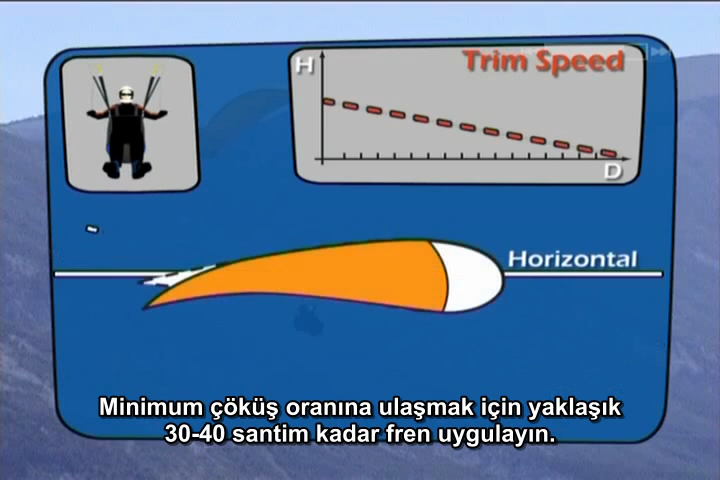 H
Trim Speed
D
Horizontal
Minimum çöküş oranına ulaşmak için yaklaşık
30-40 santim kadar fren uygulayın.